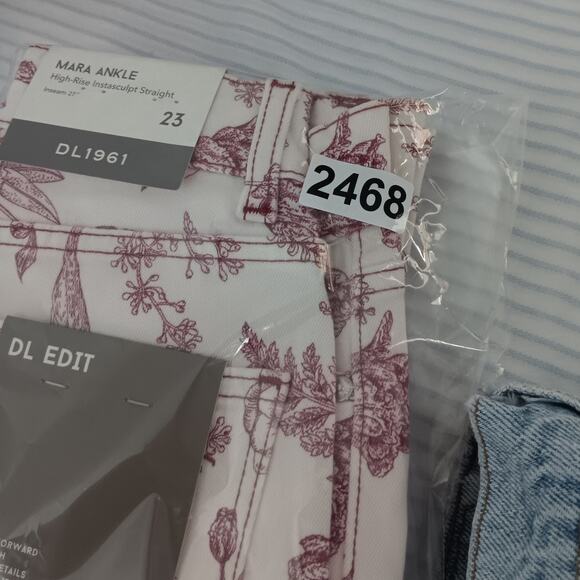 MARA ANKLE
High-Rise Instasculpt Straight
Inseam 27"
23
DL1961
2468
DL EDIT
ORWARD
H
ETAILS